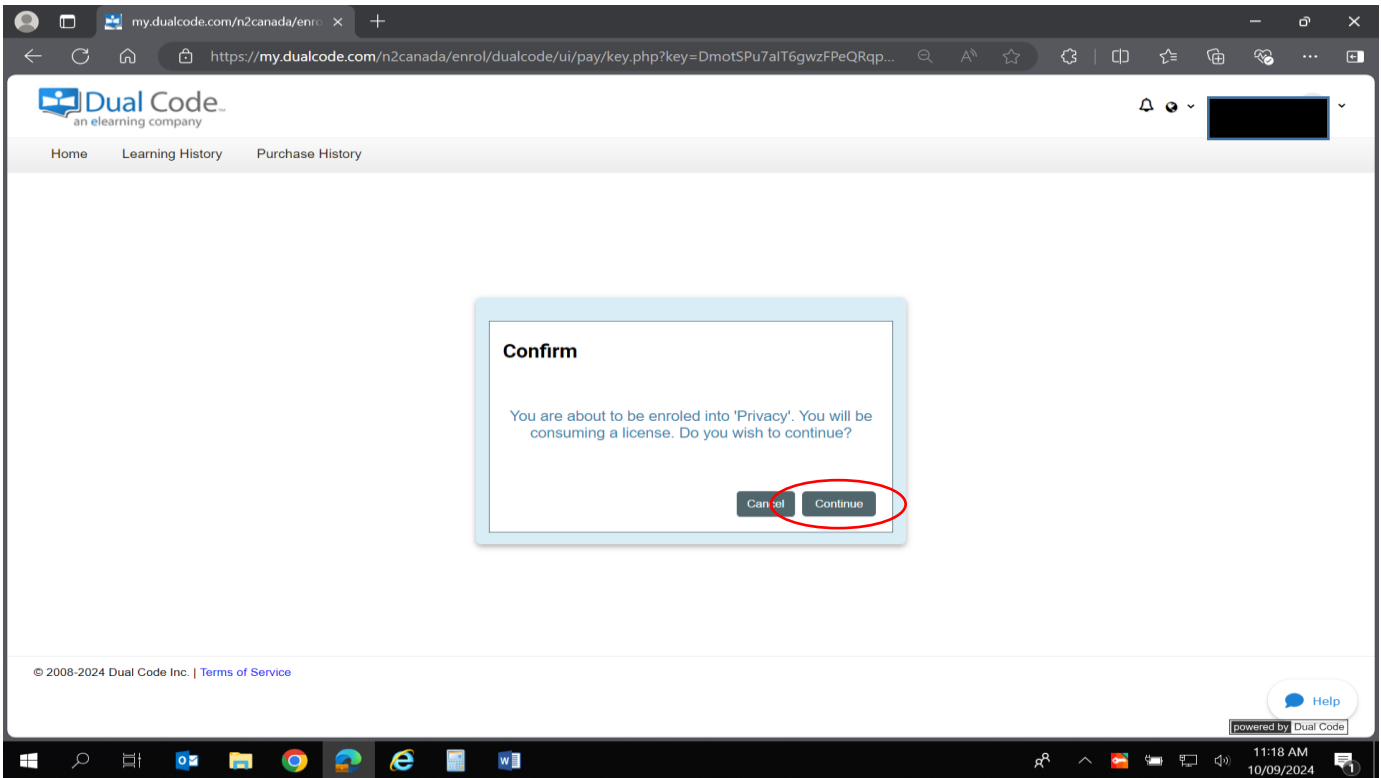 my.dualcode.com/n2canada/enro
https://my.dualcode.com/n2canada/enrol/dualcode/ui/pay/key.php?key=DmotSPu7aIT6gwzFPeQRqp...
Dual Code™
an elearning company
Home Learning History Purchase History
Confirm
You are about to be enroled into 'Privacy'. You will be
consuming a license. Do you wish to continue?
Cancel Continue
© 2008-2024 Dual Code Inc. | Terms of Service
Help
powered by Dual Code
11:18 AM
10/09/2024
1